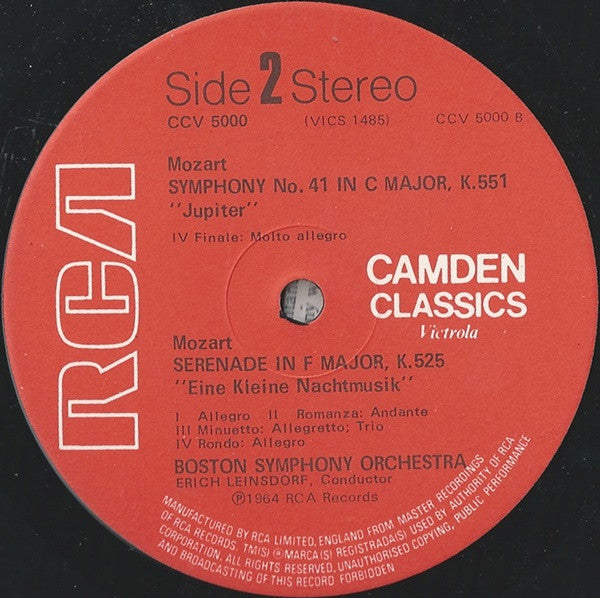 Side 2 Stereo
CCV 5000 (VICS 1485) CCV 5000 B
Mozart
SYMPHONY No. 41 IN C MAJOR, K.551
"Jupiter"
IV Finale: Molto allegro
RCA
CAMDEN
CLASSICS
Victrola
Mozart
SERENADE IN F MAJOR, K.525
"Eine Kleine Nachtmusik"
I Allegro II Romanza: Andante
III Minuetto: Allegretto; Trio
IV Rondo: Allegro
BOSTON SYMPHONY ORCHESTRA
ERICH LEINSDORF, Conductor
Ⓟ1964 RCA Records
MANUFACTURED BY RCA LIMITED, ENGLAND FROM MASTER RECORDINGS
OF RCA RECORDS. TM(S) ® MARCA(S) REGISTRADA(S) USED BY AUTHORITY OF RCA
CORPORATION. ALL RIGHTS RESERVED. UNAUTHORISED COPYING, PUBLIC PERFORMANCE
AND BROADCASTING OF THIS RECORD FORBIDDEN